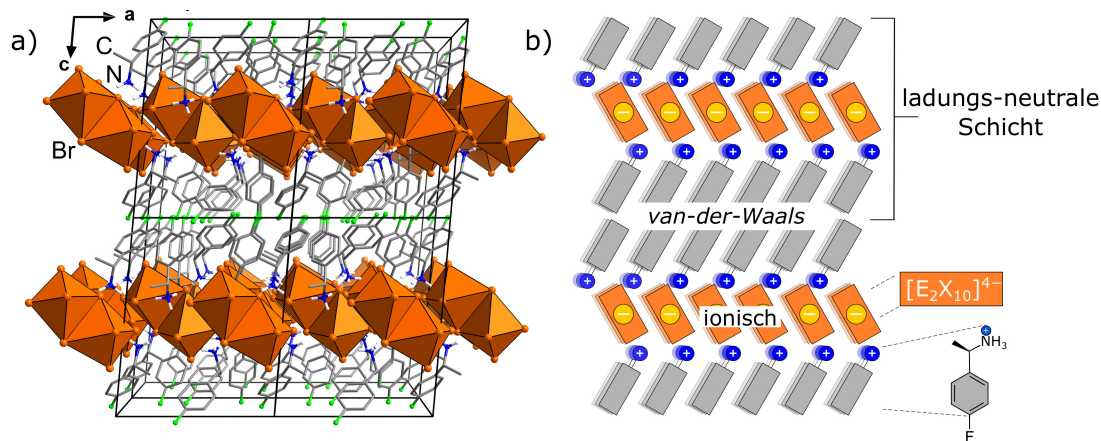 a)
a
c
C
N
Br
b)
ladungs-neutrale
Schicht
van-der-Waals
ionisch
[E₂X₁₀]⁴⁻
NH₃
F